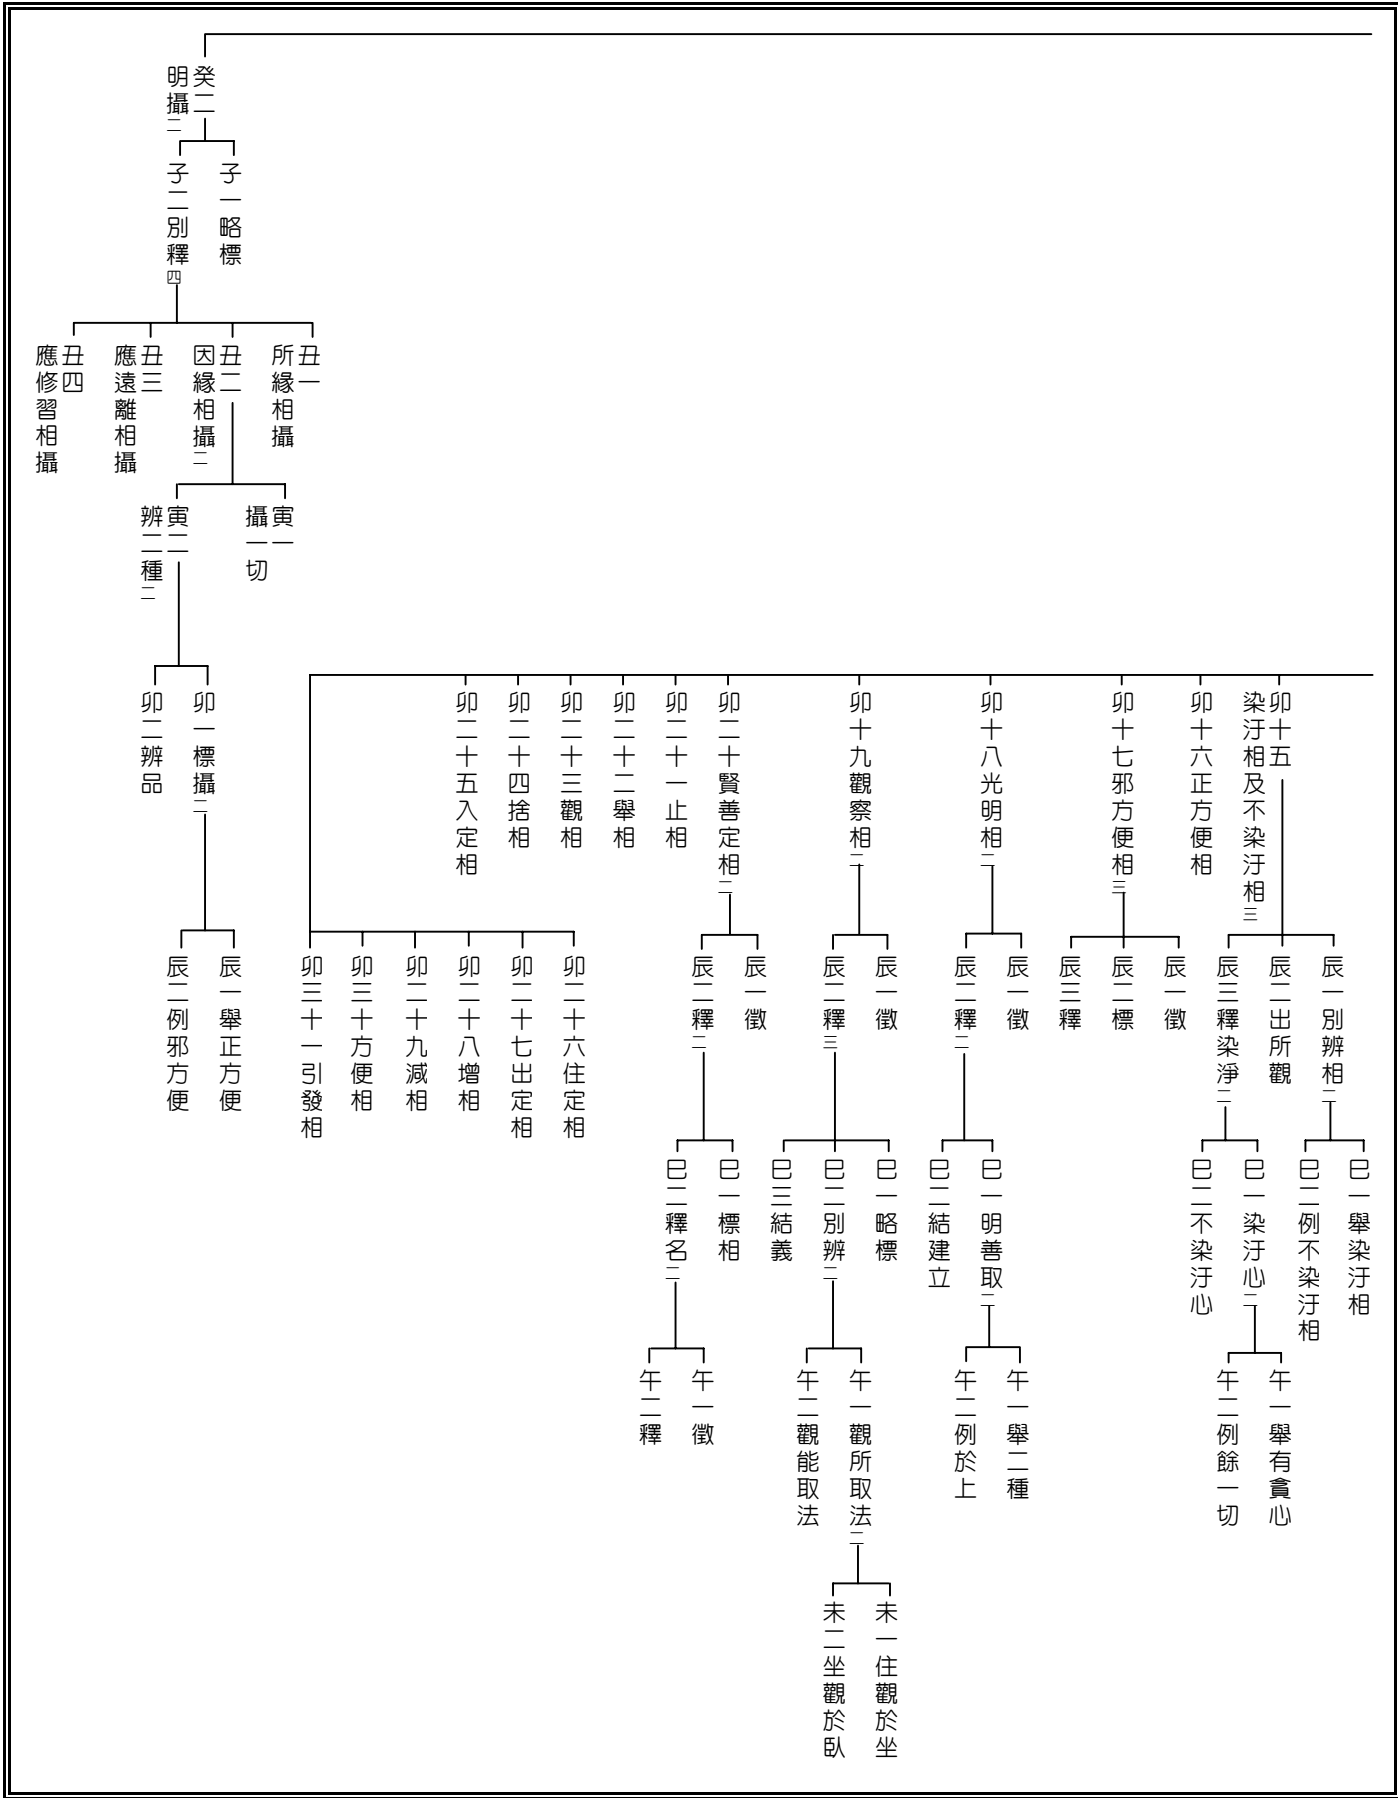 癸二
明攝二
子一略標
子二別釋四
丑一
所緣相攝
丑二
因緣相攝二
丑三
應遠離相攝
丑四
應修習相攝
寅一
攝一切
寅二
辨二種二
卯一標攝二
卯二辨品
辰一舉正方便
辰二例邪方便
卯十五
染汙相及不染汙相三
卯十六正方便相
卯十七邪方便相三
卯十八光明相二
卯十九觀察相二
卯二十賢善定相二
卯二十一止相
卯二十二舉相
卯二十三觀相
卯二十四捨相
卯二十五入定相
卯二十六住定相
卯二十七出定相
卯二十八增相
卯二十九減相
卯三十方便相
卯三十一引發相
辰一別辨相二
辰二出所觀
辰三釋染淨二
辰一徵
辰二標
辰三釋
辰一徵
辰二釋二
辰一徵
辰二釋三
辰一徵
辰二釋二
巳一舉染汙相
巳二例不染汙相
巳一染汙心二
巳二不染汙心
巳一明善取二
巳二結建立
巳一略標
巳二別辨二
巳三結義
巳一標相
巳二釋名二
午一舉有貪心
午二例餘一切
午一舉二種
午二例於上
午一觀所取法二
午二觀能取法
午一徵
午二釋
未一住觀於坐
未二坐觀於臥